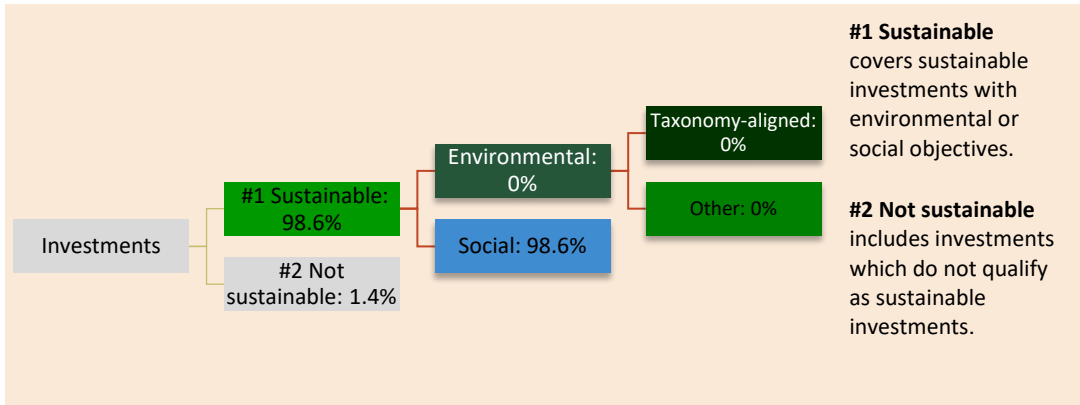 Investments
#1 Sustainable:
98.6%
#2 Not
sustainable: 1.4%
Environmental:
0%
Social: 98.6%
Taxonomy-aligned:
0%
Other: 0%
#1 Sustainable
covers sustainable
investments with
environmental or
social objectives.
#2 Not sustainable
includes investments
which do not qualify
as sustainable
investments.